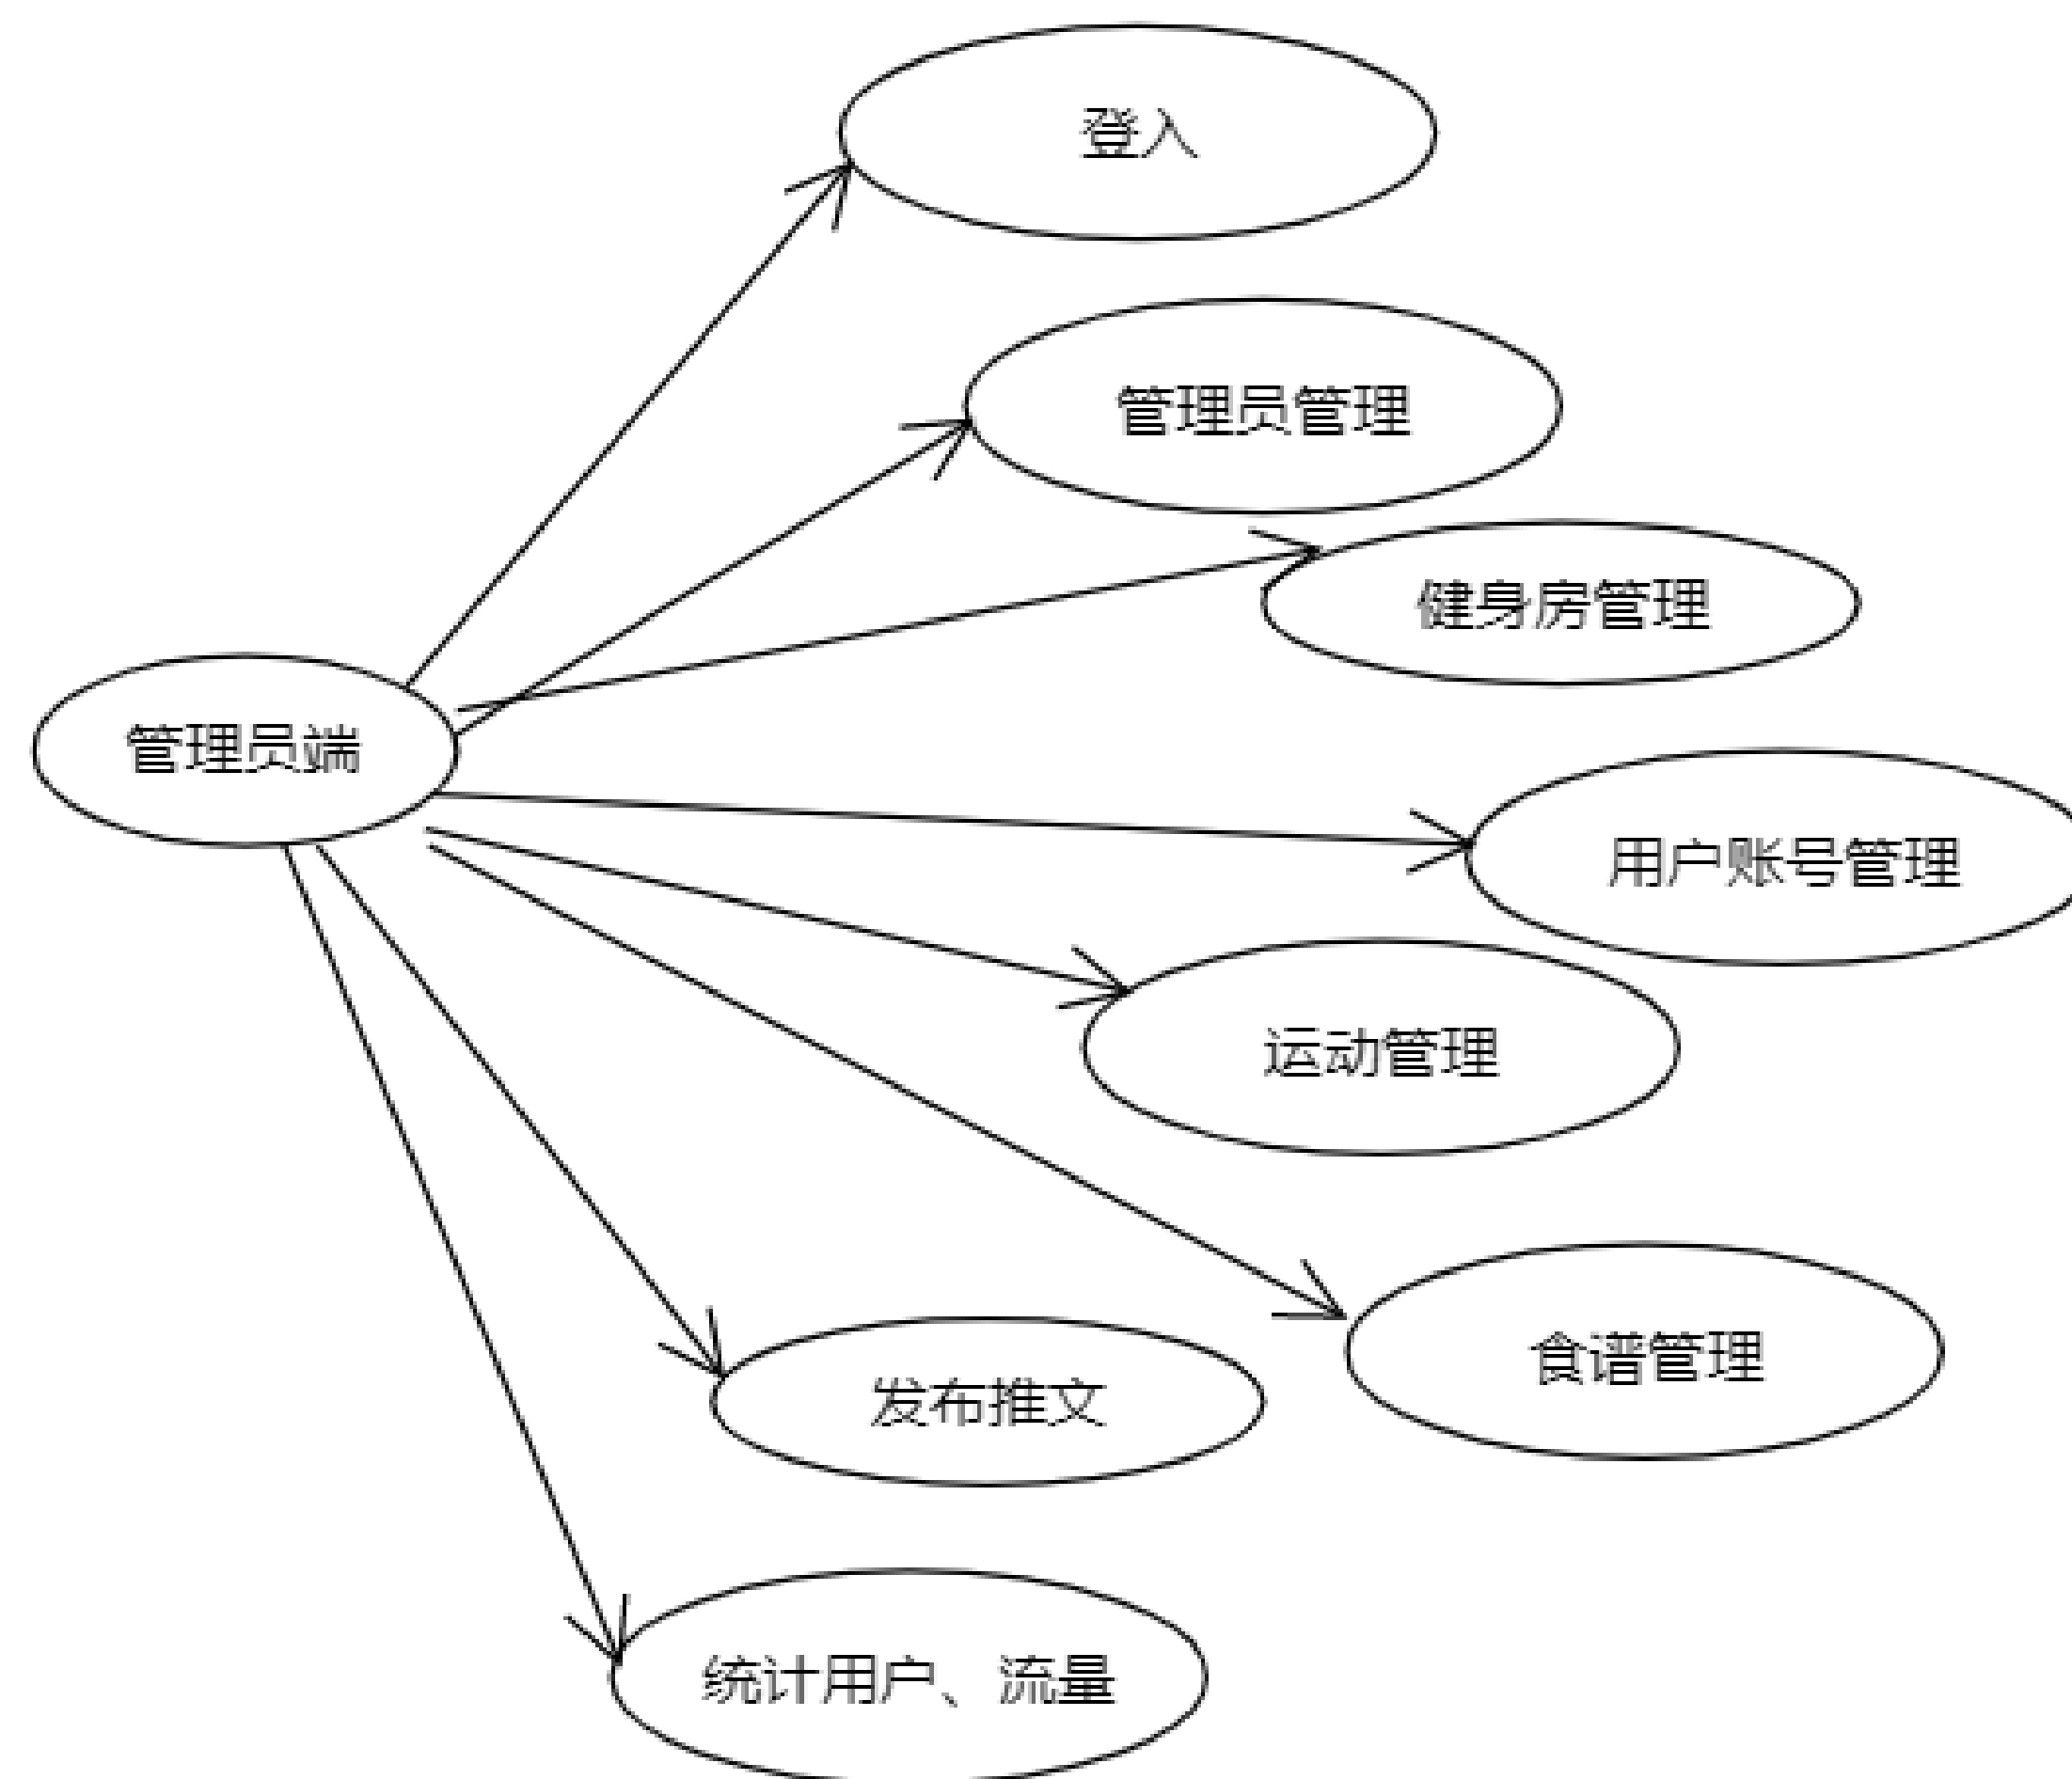 登入
管理员管理
健身房管理
管理员端
用户账号管理
运动管理
食谱管理
发布推文
统计用户、流量